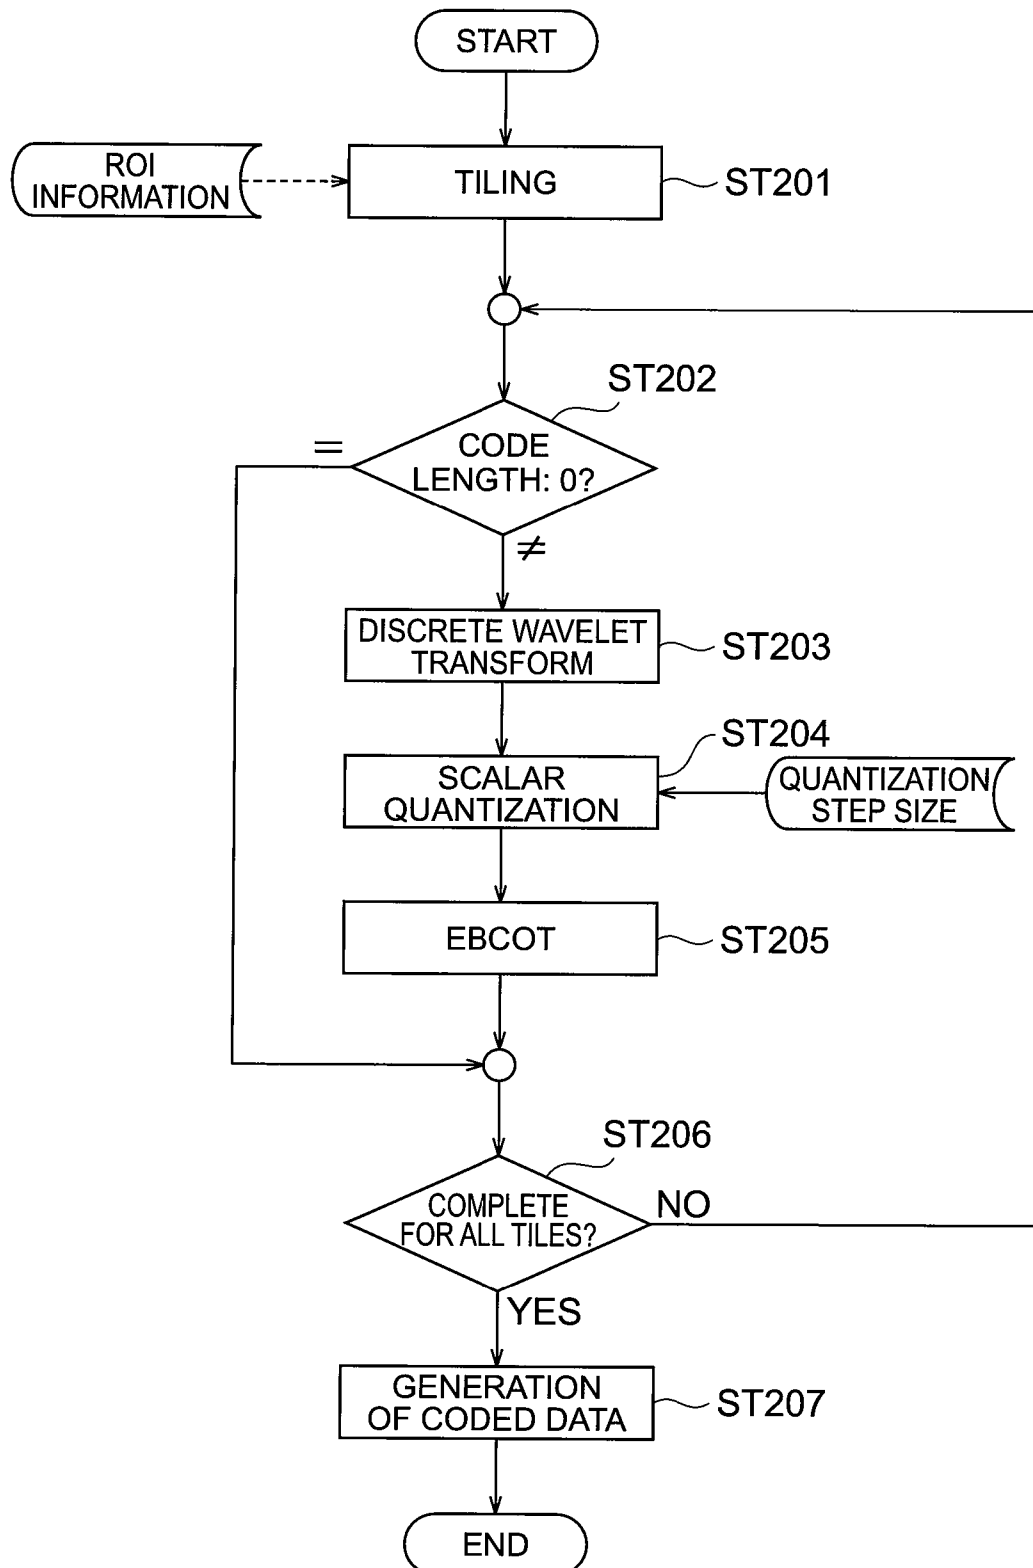 START
ROI
INFORMATION
TILING
ST201
ST202
=
CODE
LENGTH: 0?
≠
DISCRETE WAVELET
TRANSFORM
ST203
ST204
SCALAR
QUANTIZATION
QUANTIZATION
STEP SIZE
EBCOT
ST205
ST206
COMPLETE
FOR ALL TILES?
NO
YES
GENERATION
OF CODED DATA
ST207
END